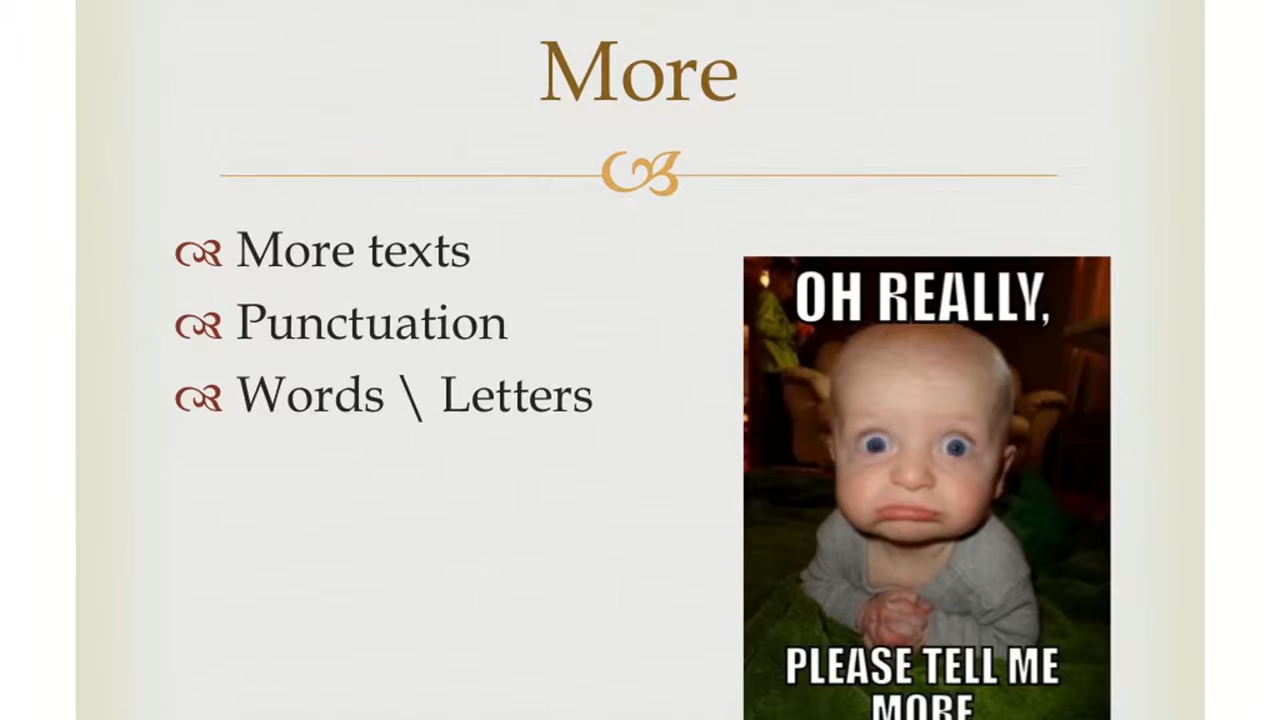 More
More texts
Punctuation
Words \ Letters
OH REALLY,
PLEASE TELL ME
MORE